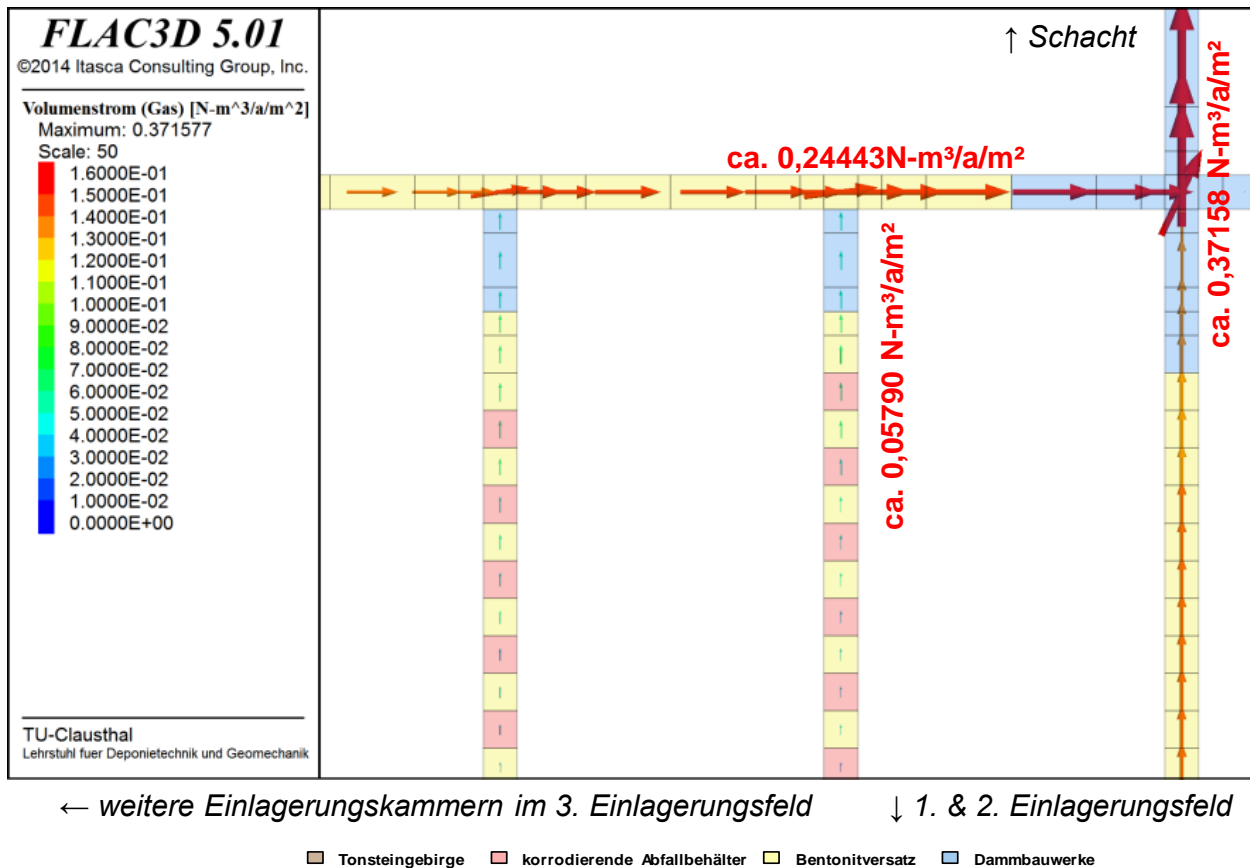 FLAC3D 5.01
©2014 Itasca Consulting Group, Inc.
Volumenstrom (Gas) [N-m^3/a/m^2]
Maximum: 0.371577
Scale: 50
1.6000E-01
1.5000E-01
1.4000E-01
1.3000E-01
1.2000E-01
1.1000E-01
1.0000E-01
9.0000E-02
8.0000E-02
7.0000E-02
6.0000E-02
5.0000E-02
4.0000E-02
3.0000E-02
2.0000E-02
1.0000E-02
0.0000E+00
TU-Clausthal
Lehrstuhl fuer Deponietechnik und Geomechanik
↑ Schacht
ca. 0,24443N-m³/a/m²
ca. 0,05790 N-m³/a/m²
ca. 0,37158 N-m³/a/m²
← weitere Einlagerungskammern im 3. Einlagerungsfeld
↓ 1. & 2. Einlagerungsfeld
Tonsteingebirge
korrodierende Abfallbehälter
Bentonitversatz
Dammbauwerke